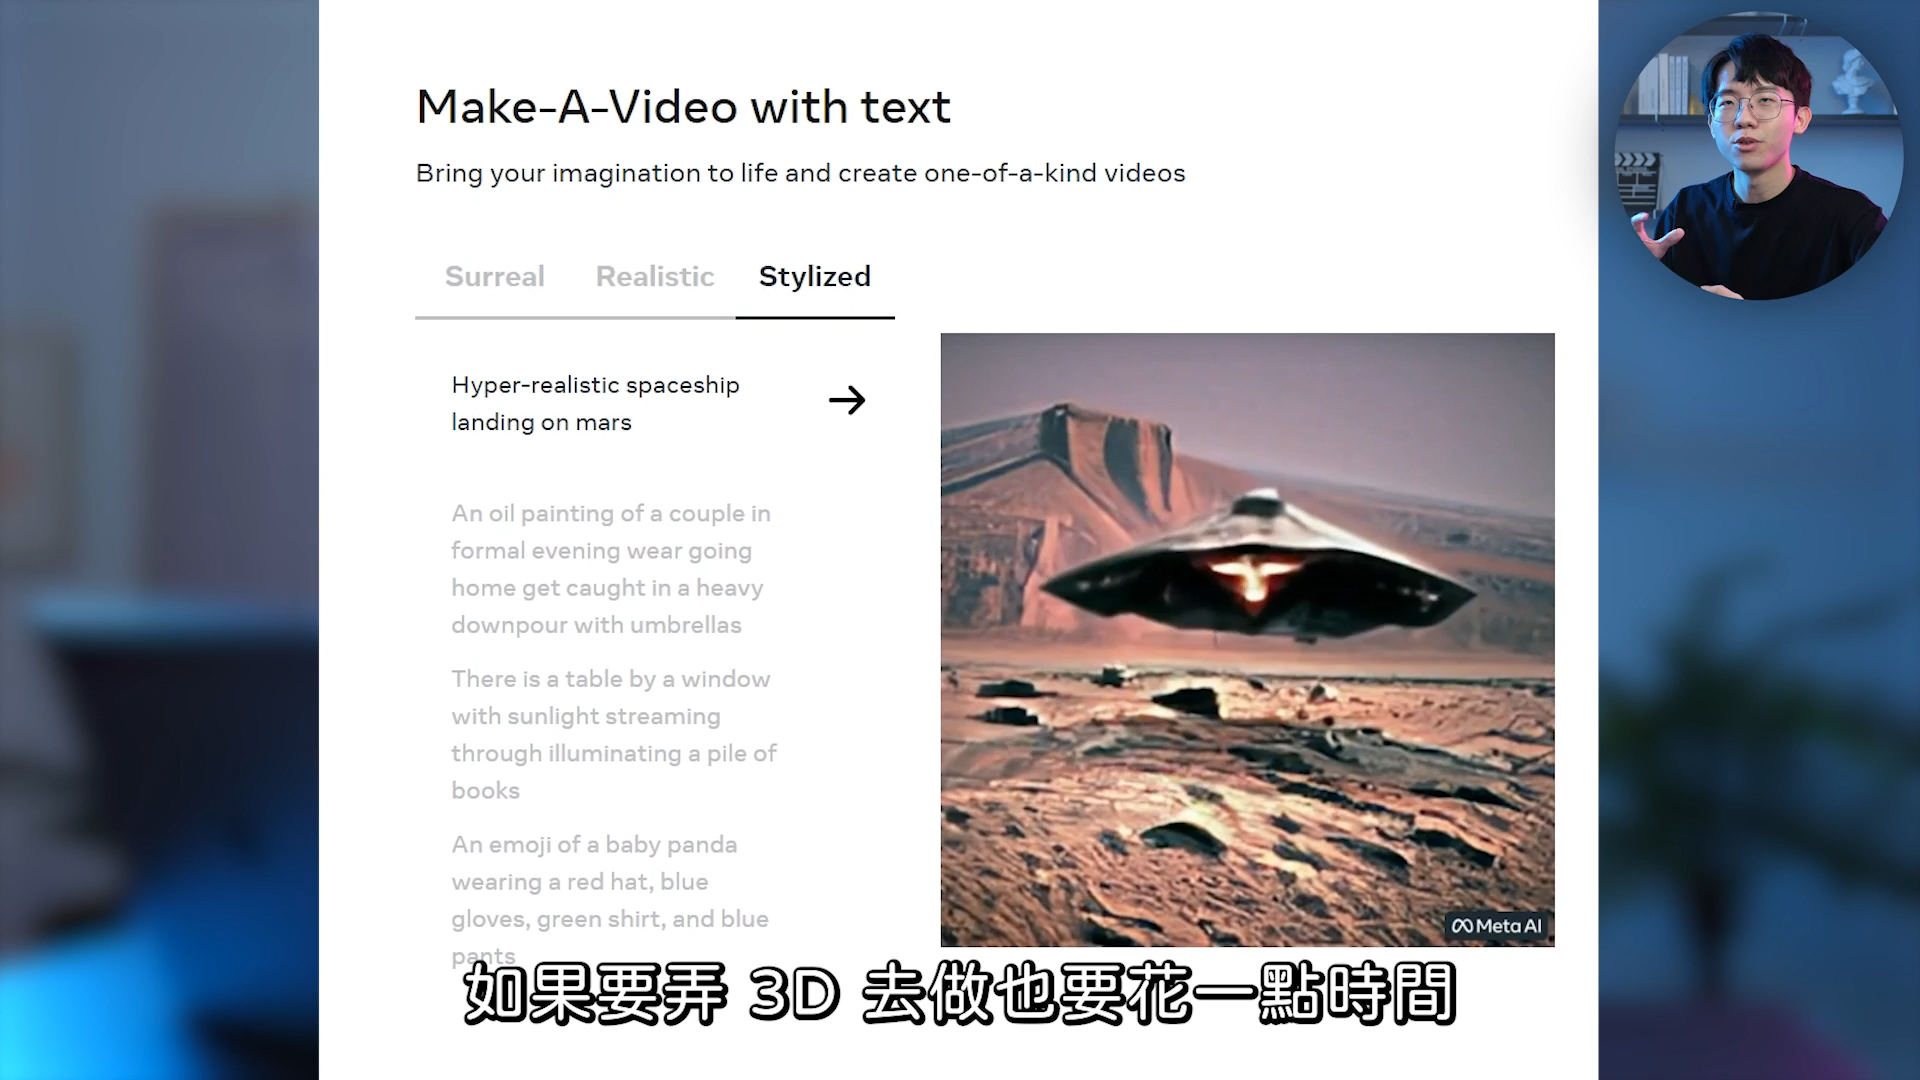 Make-A-Video with text
Bring your imagination to life and create one-of-a-kind videos
Surreal Realistic Stylized
Hyper-realistic spaceship
landing on mars
An oil painting of a couple in
formal evening wear going
home get caught in a heavy
downpour with umbrellas
There is a table by a window
with sunlight streaming
through illuminating a pile of
books
An emoji of a baby panda
wearing a red hat, blue
gloves, green shirt, and blue
pants
Meta AI
如果要弄 3D 去做也要花一點時間